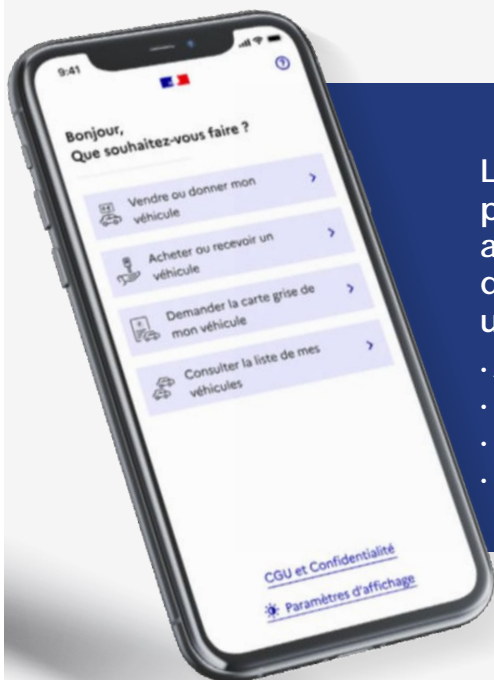 9:41
Bonjour,
Que souhaitez-vous faire ?
Vendre ou donner mon
véhicule
Acheter ou recevoir un
véhicule
Demander la carte grise de
mon véhicule
Consulter la liste de mes
véhicules
CGU et Confidentialité
Paramètres d'affichage